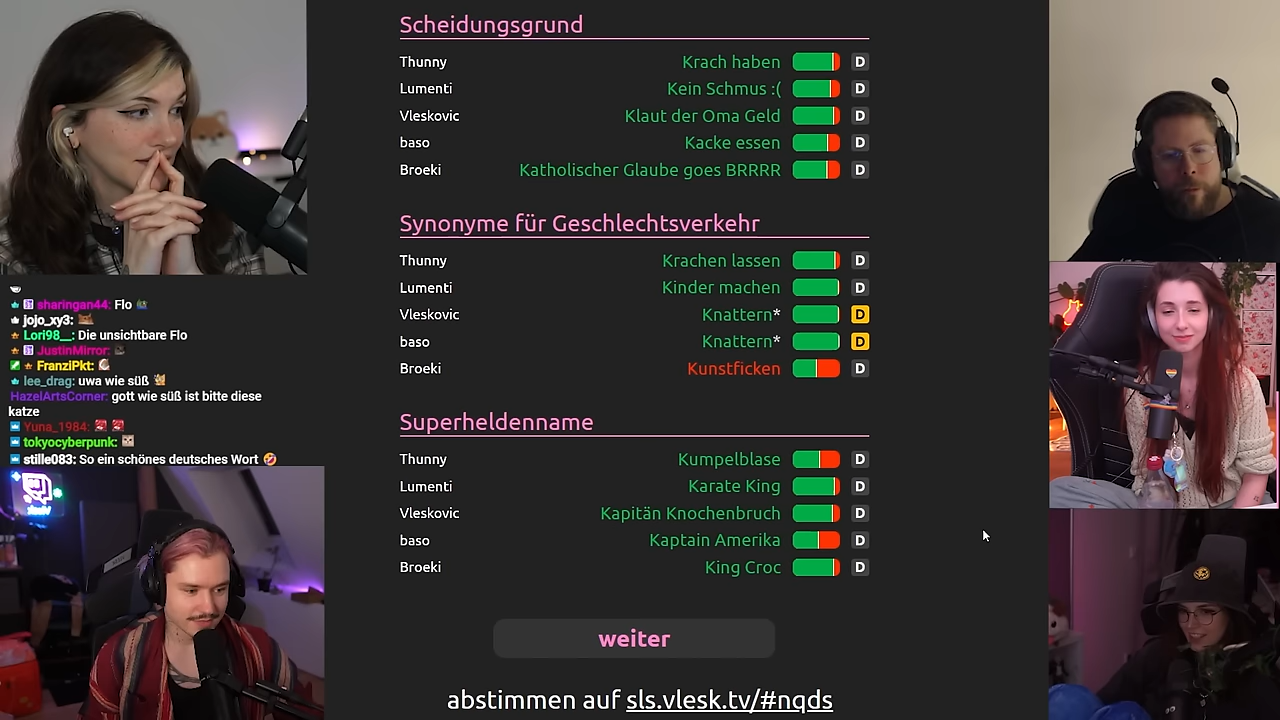 Scheidungsgrund
Thunny Krach haben D
Lumenti Kein Schmus :( D
Vleskovic Klaut der Oma Geld D
baso Kacke essen D
Broeki Katholischer Glaube goes BRRRR D
Synonyme für Geschlechtsverkehr
Thunny Krachen lassen D
Lumenti Kinder machen D
Vleskovic Knattern* D
baso Knattern* D
Broeki Kunstficken D
Superheldenname
Thunny Kumpelblase D
Lumenti Karate King D
Vleskovic Kapitän Knochenbruch D
baso Kaptain Amerika D
Broeki King Croc D
weiter
abstimmen auf sls.vlesk.tv/#nqds
sharingan44: Flo
jojo_xy3:
Lori98__: Die unsichtbare Flo
JustinMirror:
FranziPkt:
lee_drag: uwa wie süß
HazelArtsCorner: gott wie süß ist bitte diese
katze
Yuna_1984:
tokyocyberpunk:
stille083: So ein schönes deutsches Wort